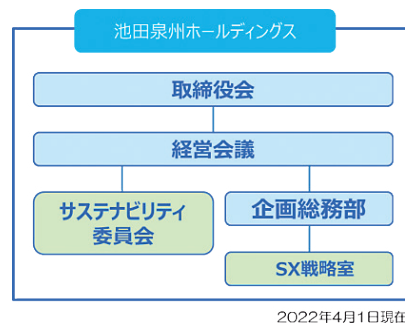 池田泉州ホールディングス
取締役会
経営会議
サステナビリティ
委員会
企画総務部
SX戦略室
2022年4月1日現在